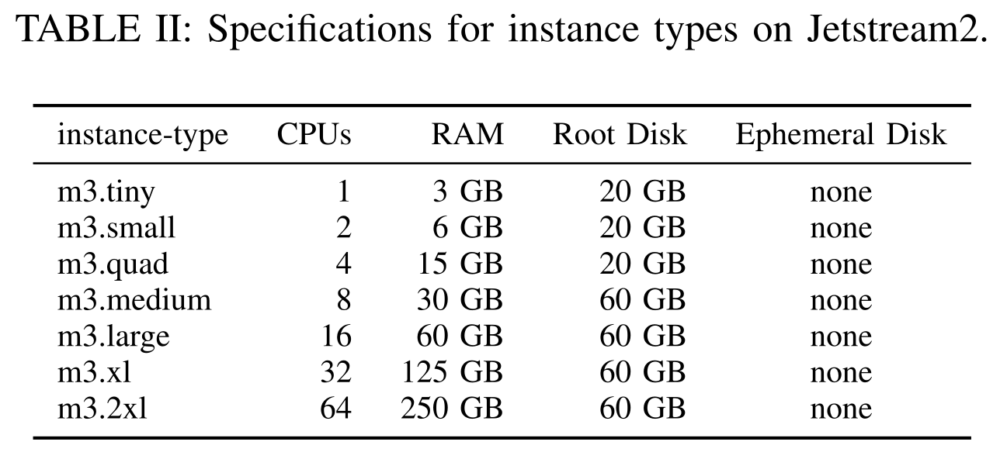 TABLE II: Specifications for instance types on Jetstream2.
instance-type CPUs RAM Root Disk Ephemeral Disk
m3.tiny 1 3 GB 20 GB none
m3.small 2 6 GB 20 GB none
m3.quad 4 15 GB 20 GB none
m3.medium 8 30 GB 60 GB none
m3.large 16 60 GB 60 GB none
m3.xl 32 125 GB 60 GB none
m3.2xl 64 250 GB 60 GB none